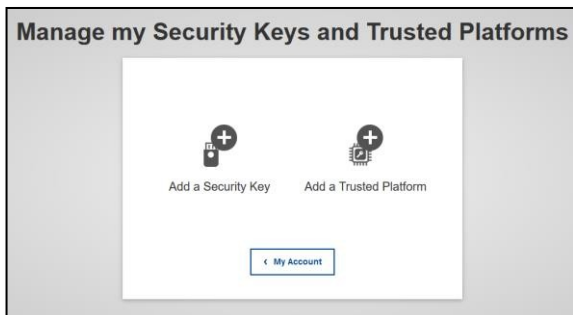 Manage my Security Keys and Trusted Platforms
Add a Security Key
Add a Trusted Platform
‹ My Account